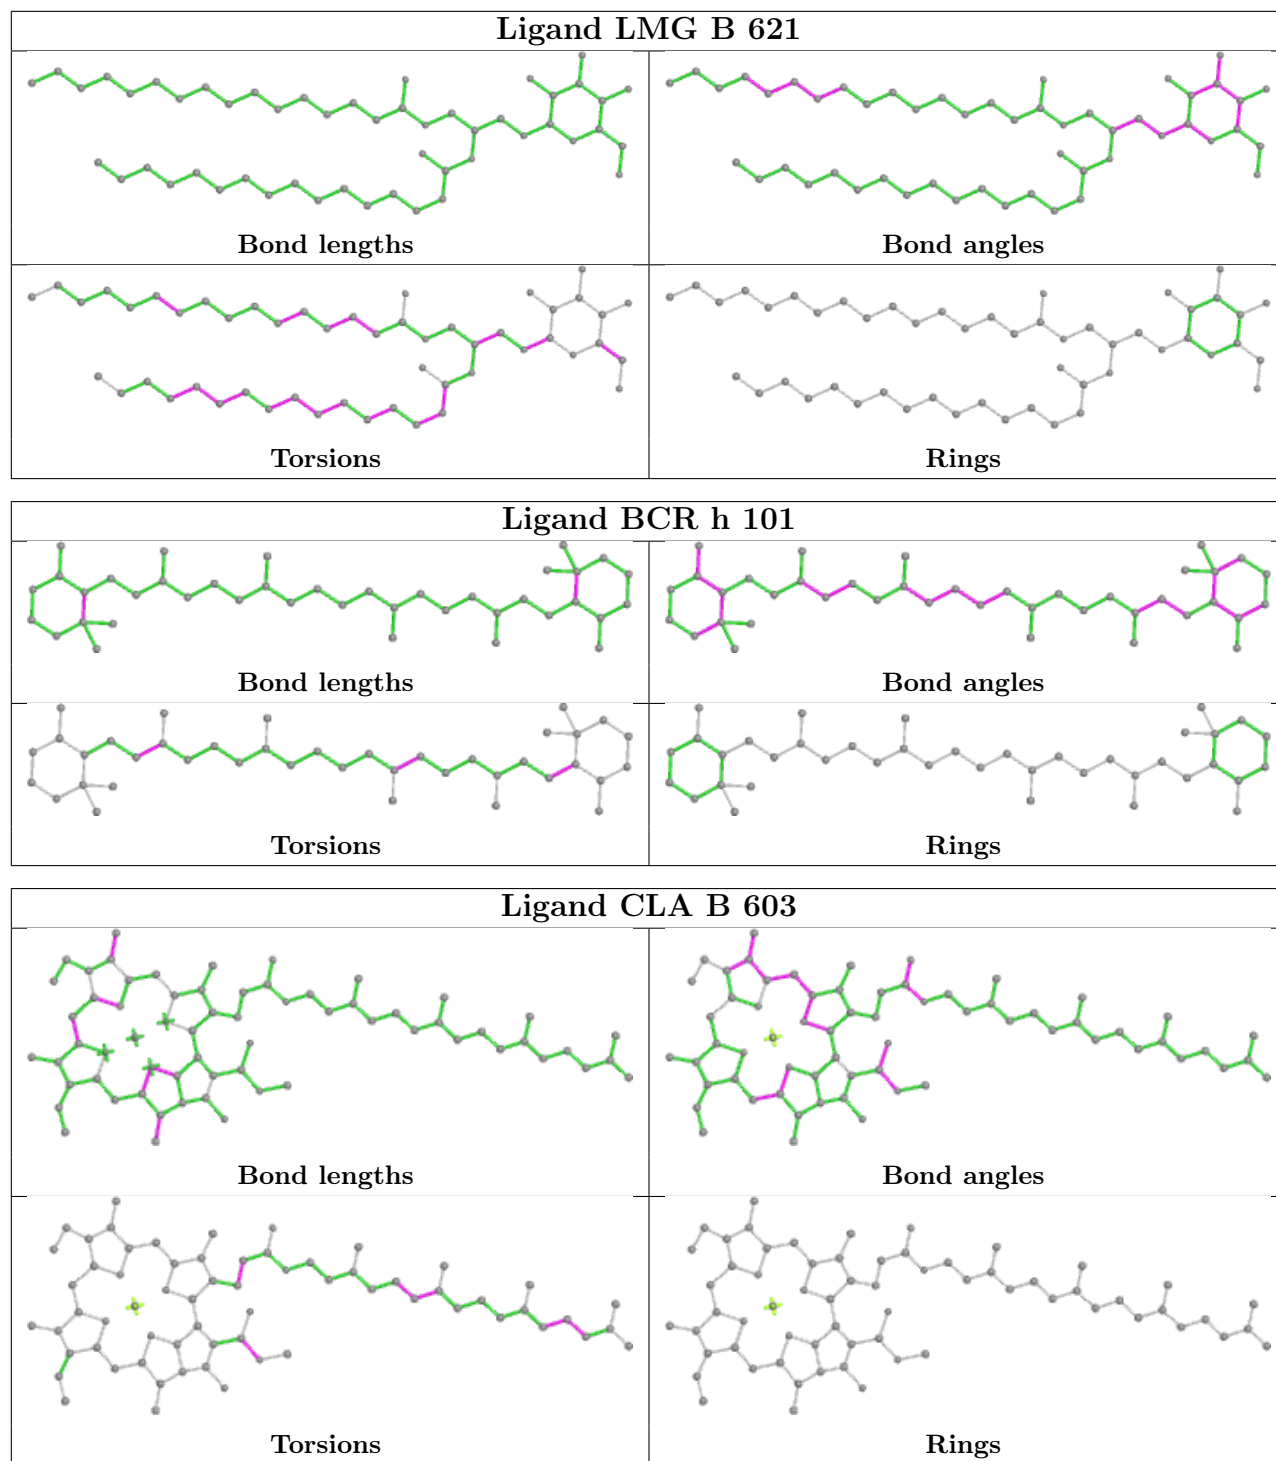 Ligand LMG B 621
Bond lengths
Bond angles
Torsions
Rings
Ligand BCR h 101
Bond lengths
Bond angles
Torsions
Rings
Ligand CLA B 603
Bond lengths
Bond angles
Torsions
Rings